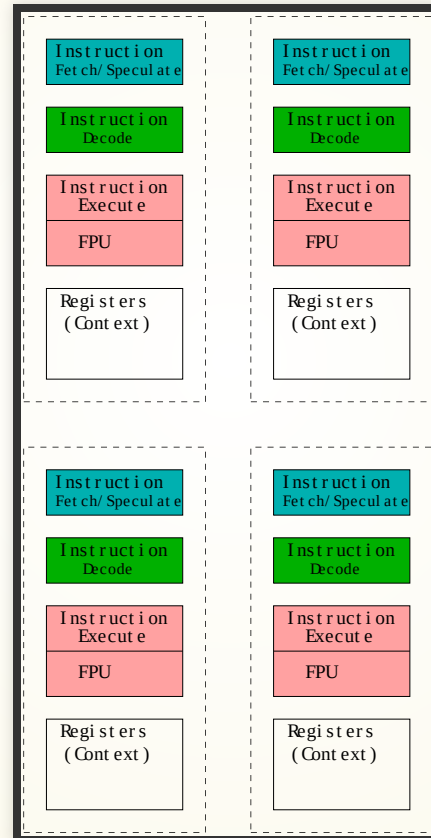 Instruction
Fetch/Speculate
Instruction
Decode
Instruction
Execute
FPU
Registers
(Context)
Instruction
Fetch/Speculate
Instruction
Decode
Instruction
Execute
FPU
Registers
(Context)
Instruction
Fetch/Speculate
Instruction
Decode
Instruction
Execute
FPU
Registers
(Context)
Instruction
Fetch/Speculate
Instruction
Decode
Instruction
Execute
FPU
Registers
(Context)